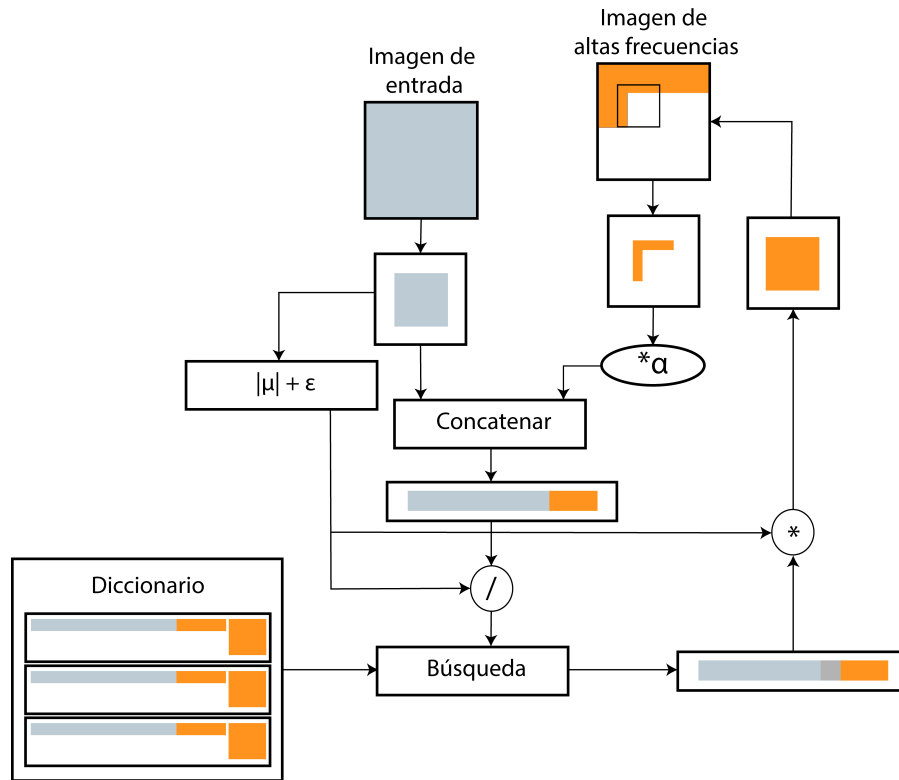 Imagen de
altas frecuencias
Imagen de
entrada
*α
|μ| + ε
Concatenar
*
Diccionario
/
Búsqueda